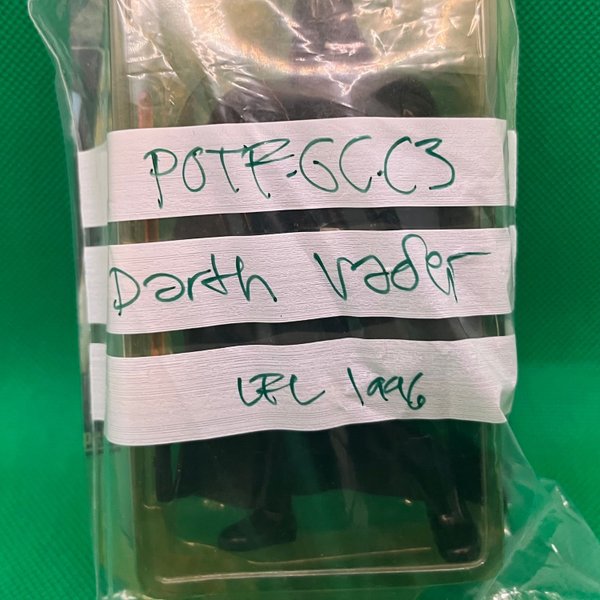 POTF-GC.C3
Darth Vader
LFL 1996